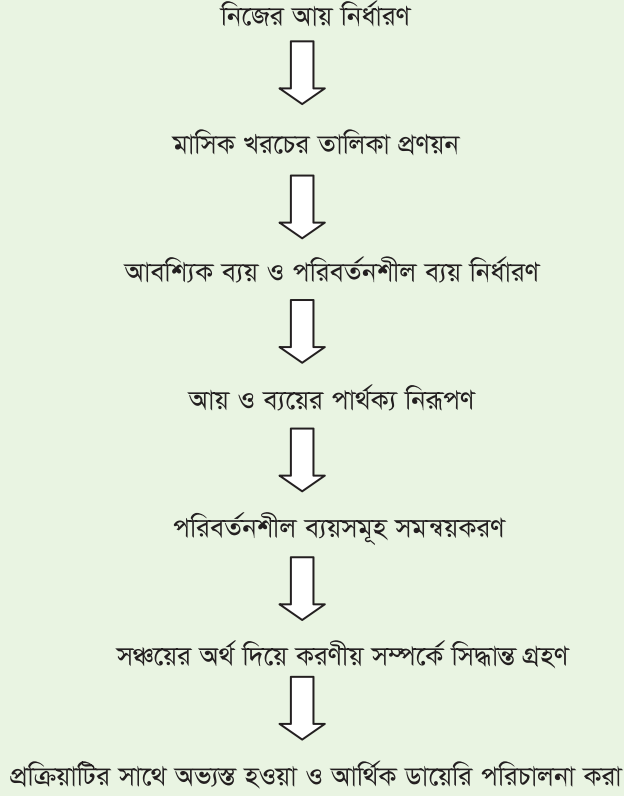 নিজের আয় নির্ধারণ
মাসিক খরচের তালিকা প্রণয়ন
আবশ্যিক ব্যয় ও পরিবর্তনশীল ব্যয় নির্ধারণ
আয় ও ব্যয়ের পার্থক্য নিরূপণ
পরিবর্তনশীল ব্যয়সমূহ সমন্বয়করণ
সঞ্চয়ের অর্থ দিয়ে করণীয় সম্পর্কে সিদ্ধান্ত গ্রহণ
প্রক্রিয়াটির সাথে অভ্যস্ত হওয়া ও আর্থিক ডায়েরি পরিচালনা করা